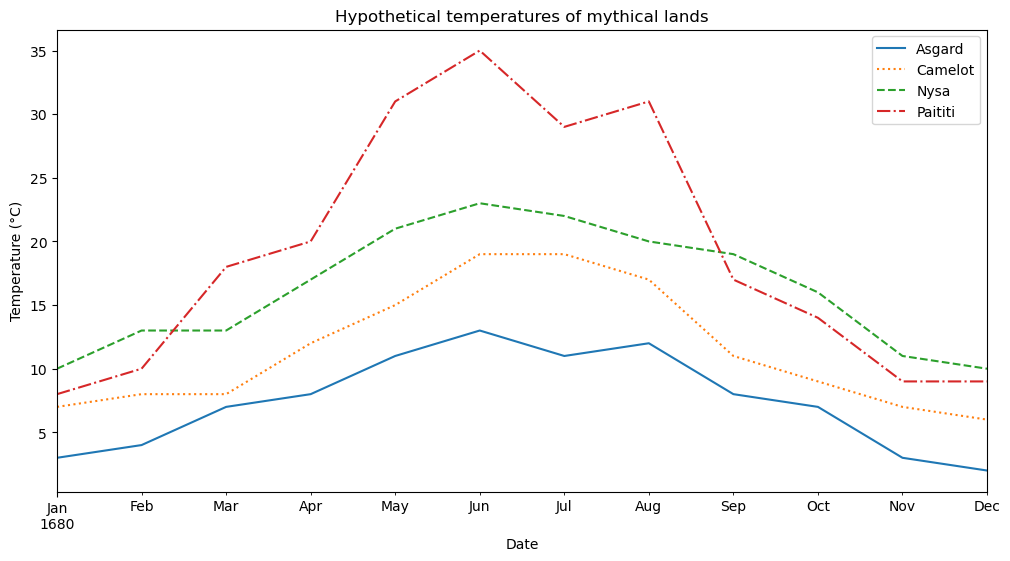 Hypothetical temperatures of mythical lands
Asgard
Camelot
Nysa
Paititi
Temperature (°C)
35
30
25
20
15
10
5
Jan Feb Mar Apr May Jun Jul Aug Sep Oct Nov Dec
1680
Date